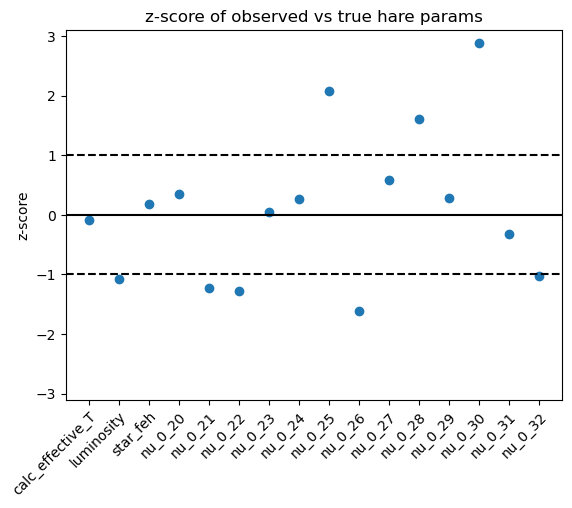 z-score of observed vs true hare params
z-score
3
2
1
0
−1
−2
−3
calc_effective_T
luminosity
star_feh
nu_0_20
nu_0_21
nu_0_22
nu_0_23
nu_0_24
nu_0_25
nu_0_26
nu_0_27
nu_0_28
nu_0_29
nu_0_30
nu_0_31
nu_0_32